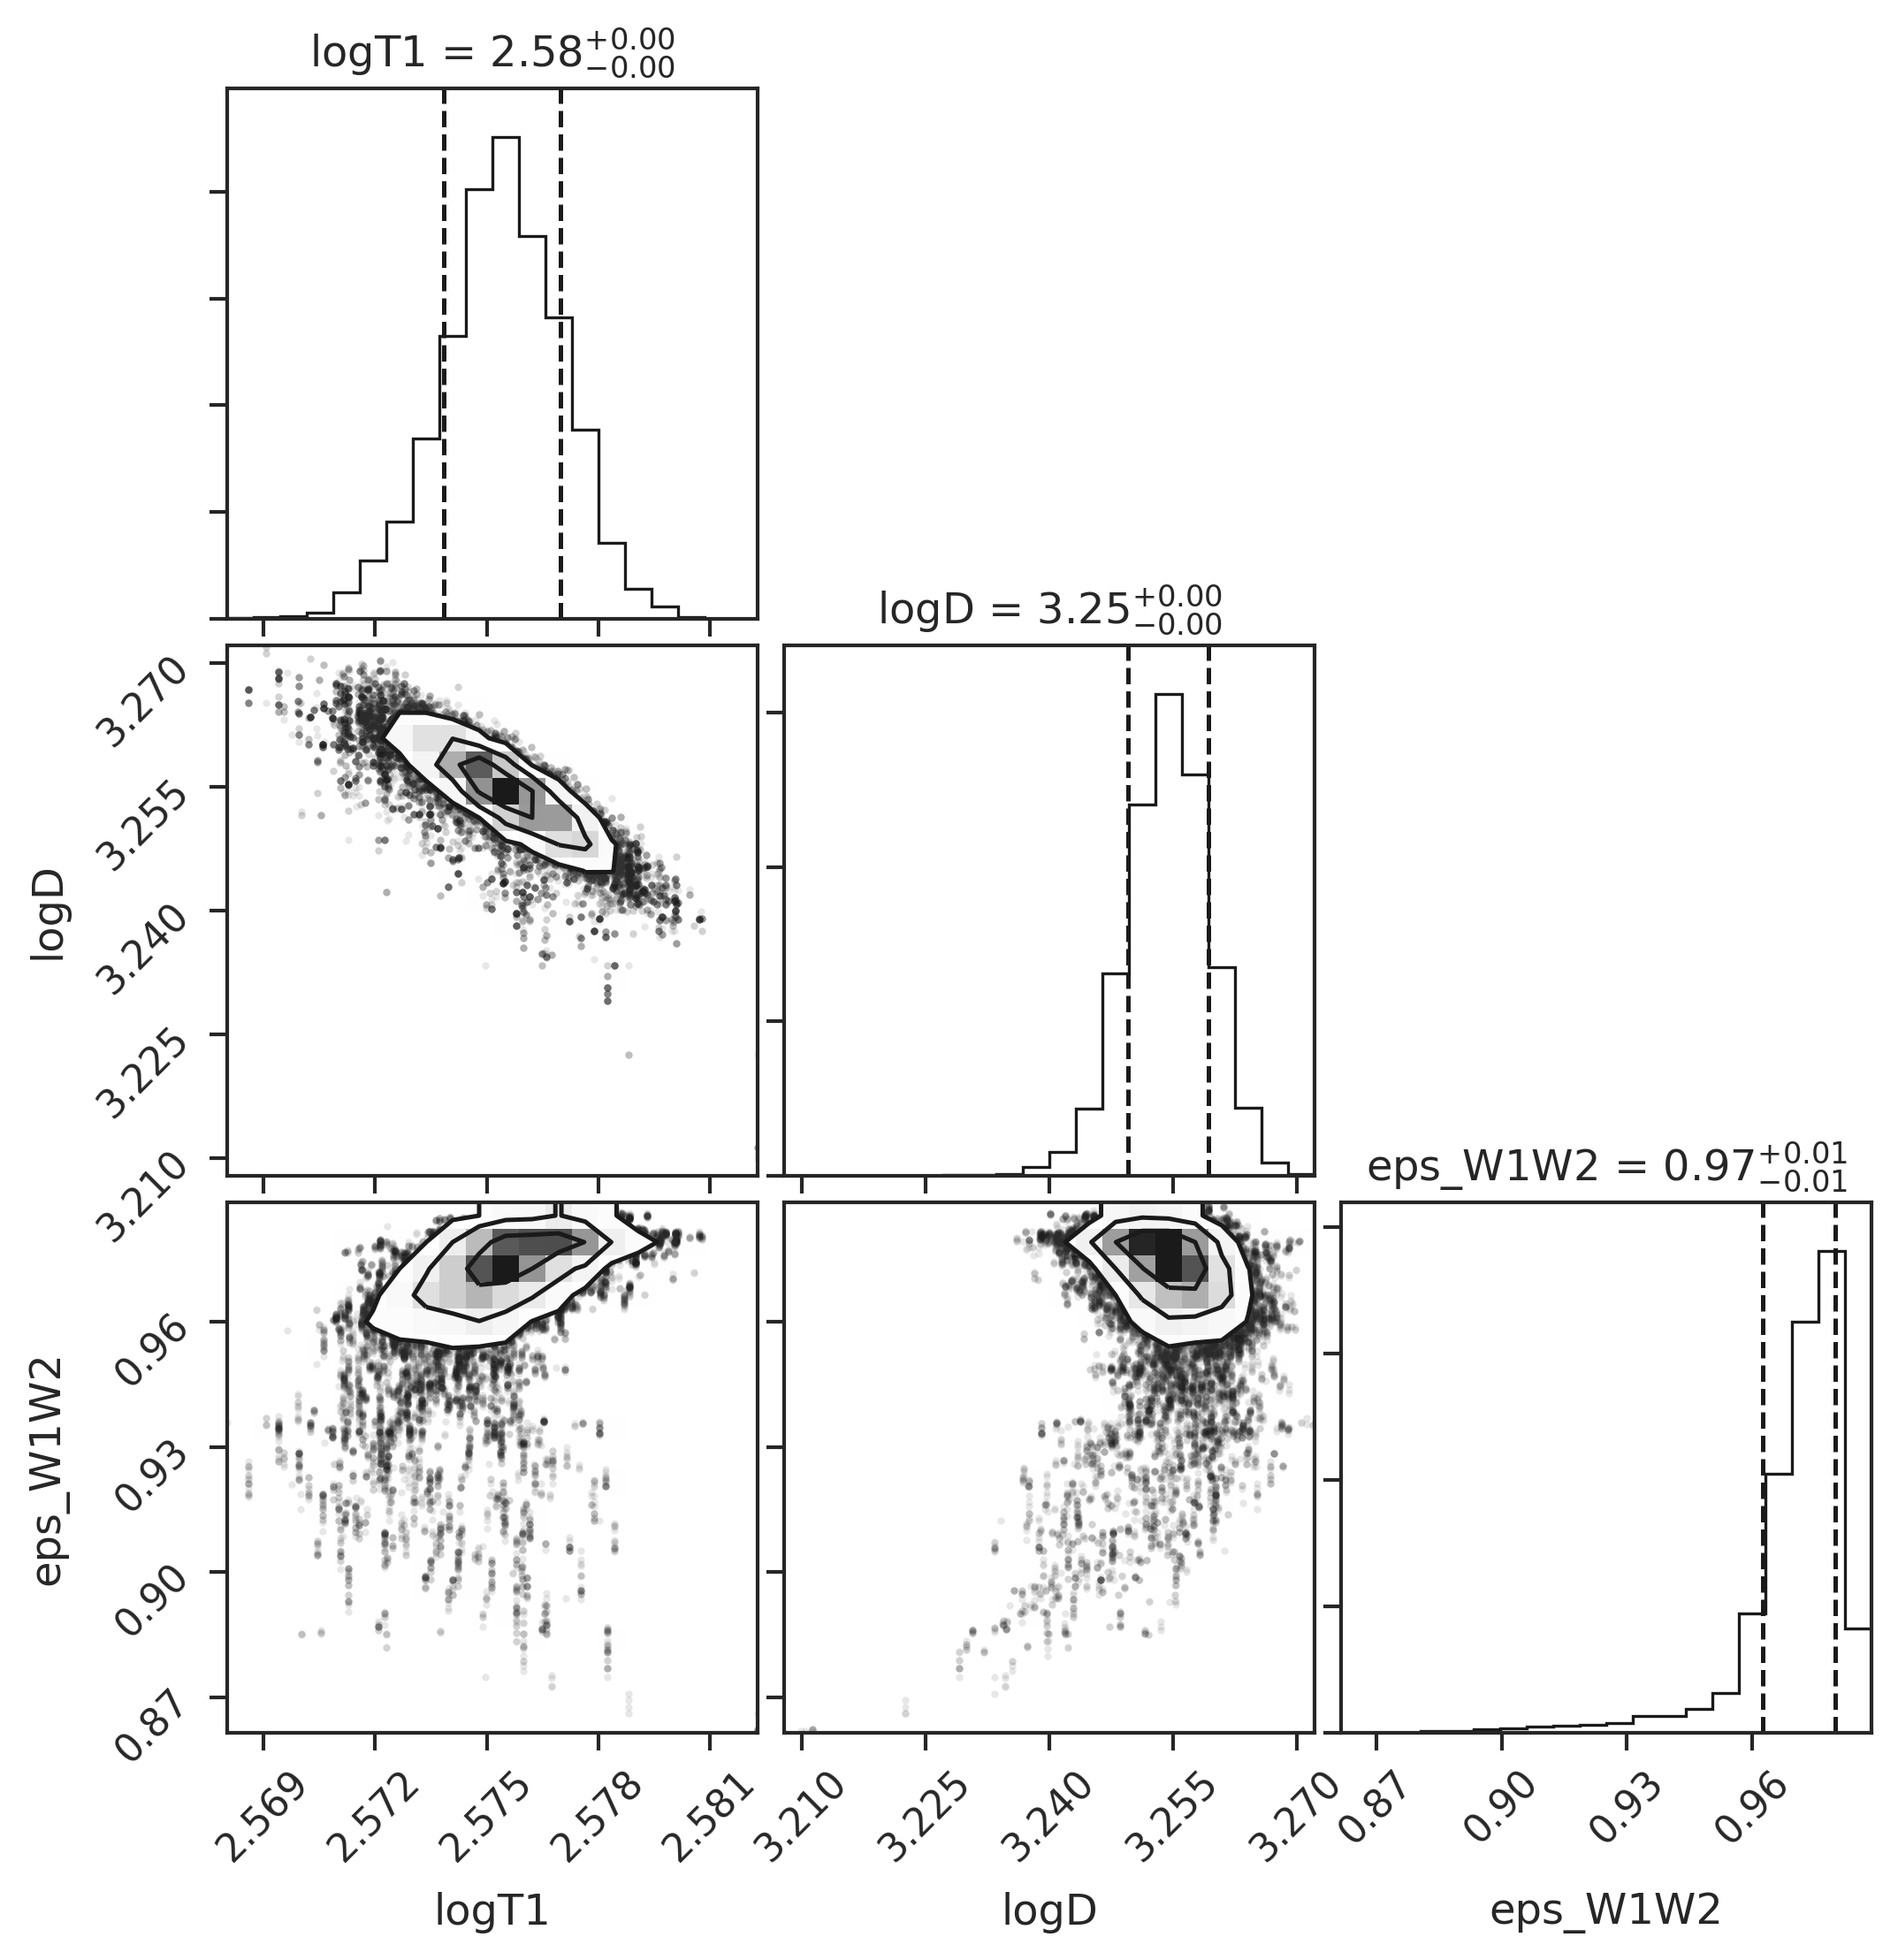 logT1 = 2.58+0.00 −0.00
logD = 3.25+0.00 −0.00
3.270
3.255
3.240
3.225
3.210
logD
eps_W1W2 = 0.97+0.01 −0.01
0.96
0.93
0.90
0.87
eps_W1W2
2.569 2.572 2.575 2.578 2.581 3.210 3.225 3.240 3.255 3.270 0.87 0.90 0.93 0.96
logT1 logD eps_W1W2